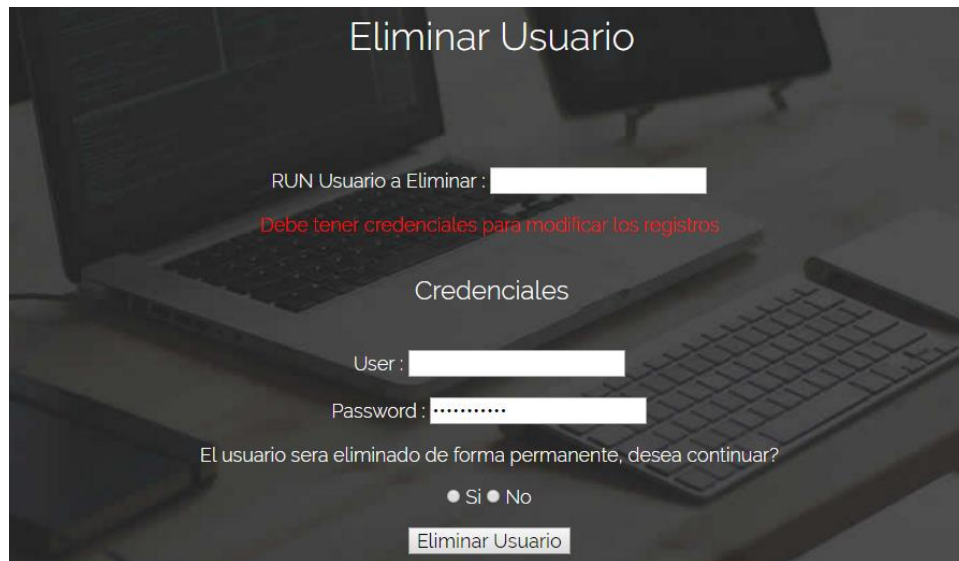 Eliminar Usuario
RUN Usuario a Eliminar :
Debe tener credenciales para modificar los registros
Credenciales
User :
Password : •••••••••••
El usuario sera eliminado de forma permanente, desea continuar?
Si No
Eliminar Usuario